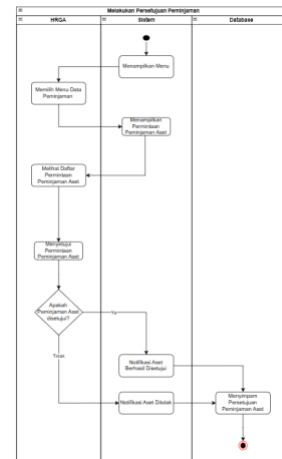 Melakukan Persetujuan Peminjaman
HRGA
Sistem
Database
Menampilkan Menu
Memilih Menu Data
Peminjaman
Menampilkan
Permintaan
Peminjaman Aset
Melihat Daftar
Permintaan
Peminjaman Aset
Menyetujui
Permintaan
Peminjaman Aset
Apakah
Peminjaman Aset
disetujui?
Ya
Tidak
Notifikasi Aset
Berhasil Disetujui
Notifikasi Aset Ditolak
Menyimpam
Persetujuan
Peminjaman Aset